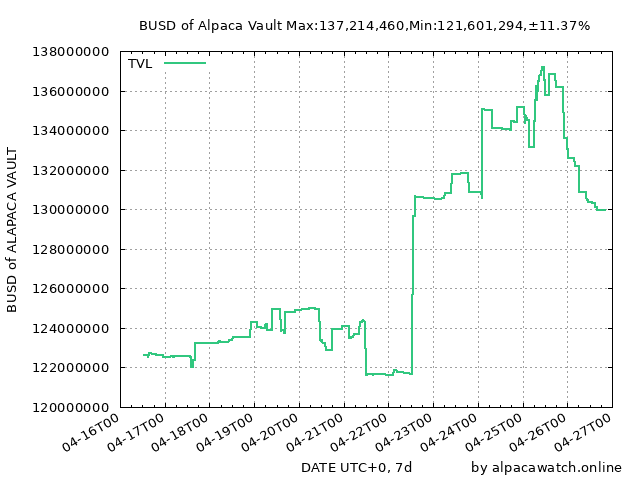 BUSD of Alpaca Vault Max:137,214,460,Min:121,601,294,±11.37%
TVL
138000000
136000000
134000000
132000000
130000000
128000000
126000000
124000000
122000000
120000000
BUSD of ALAPACA VAULT
04-16T00
04-17T00
04-18T00
04-19T00
04-20T00
04-21T00
04-22T00
04-23T00
04-24T00
04-25T00
04-26T00
04-27T00
DATE UTC+0, 7d
by alpacawatch.online